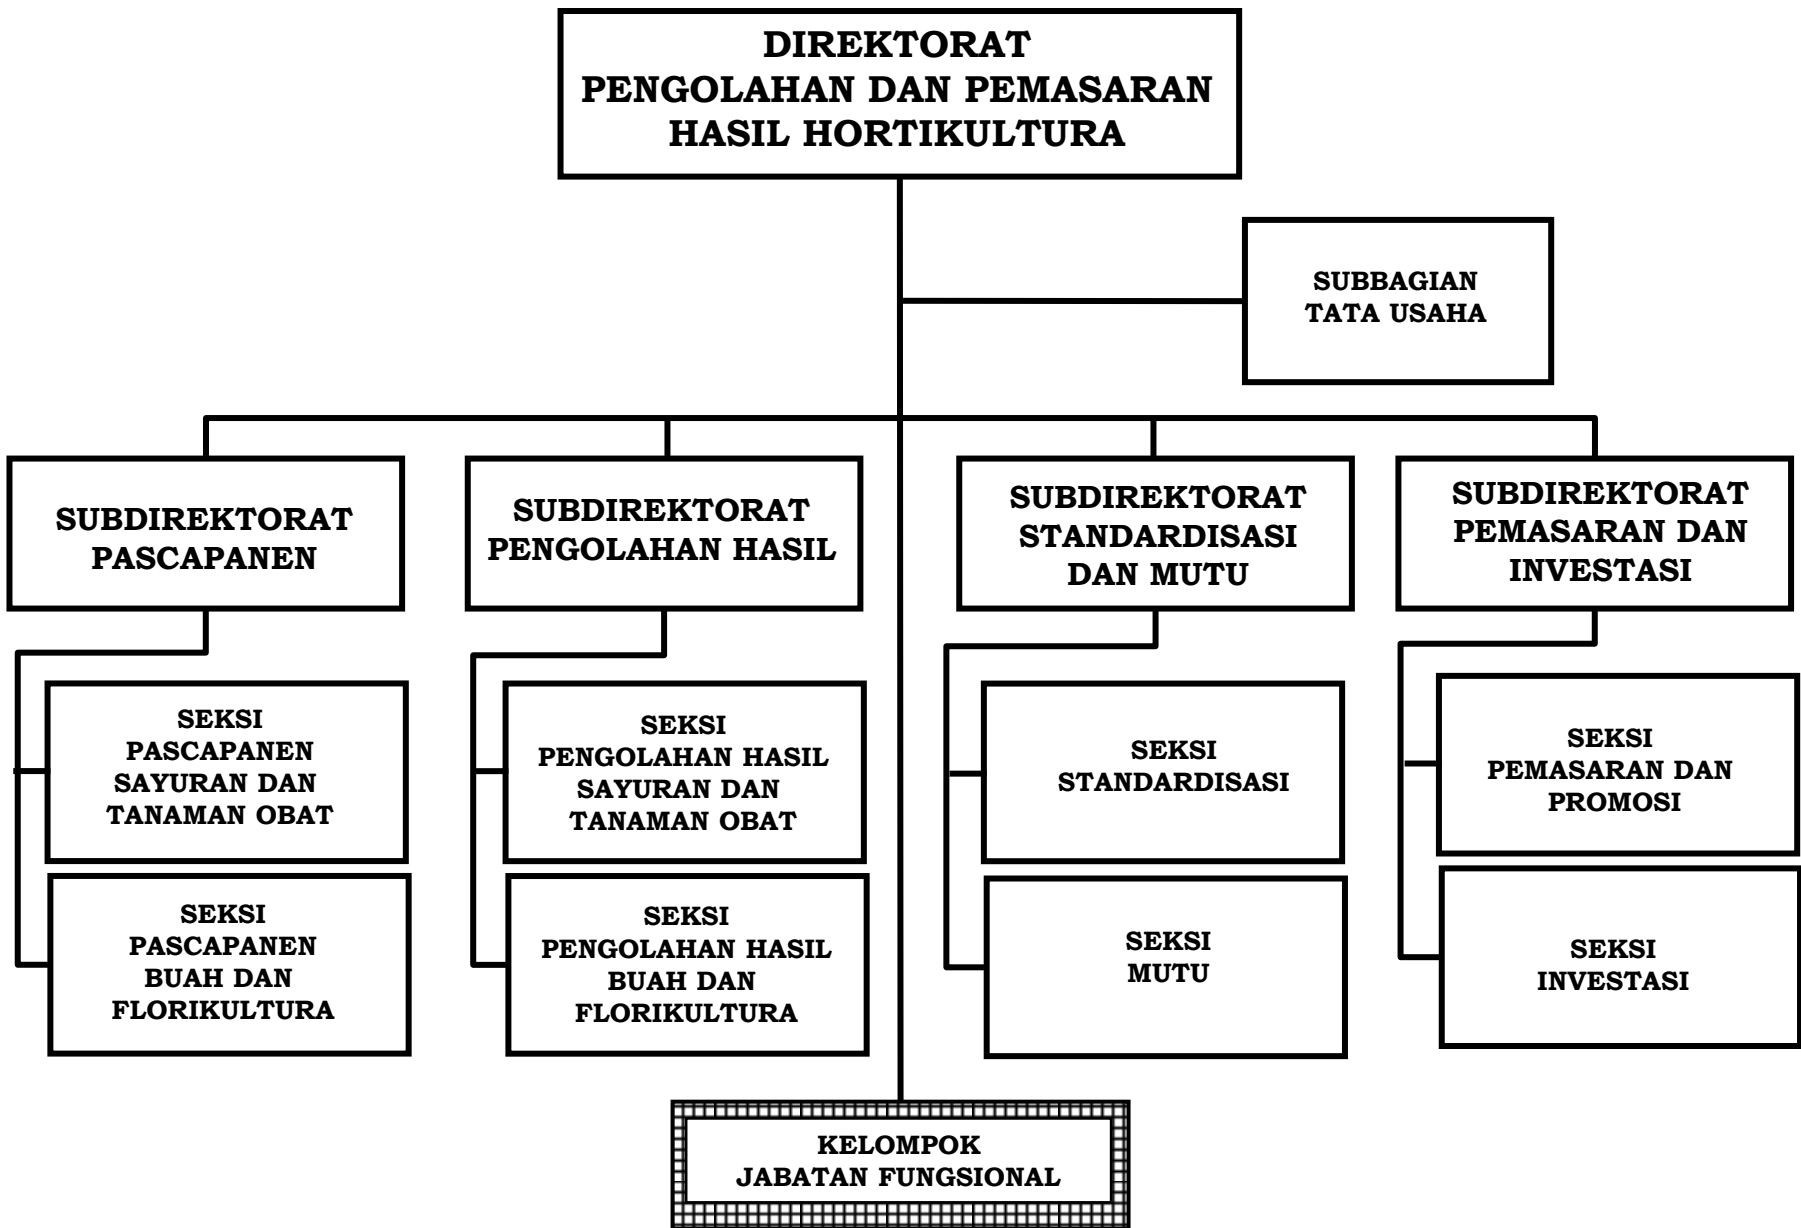 DIREKTORAT
PENGOLAHAN DAN PEMASARAN
HASIL HORTIKULTURA
SUBBAGIAN
TATA USAHA
SUBDIREKTORAT
PASCAPANEN
SUBDIREKTORAT
PENGOLAHAN HASIL
SUBDIREKTORAT
STANDARDISASI
DAN MUTU
SUBDIREKTORAT
PEMASARAN DAN
INVESTASI
SEKSI
PASCAPANEN
SAYURAN DAN
TANAMAN OBAT
SEKSI
PENGOLAHAN HASIL
SAYURAN DAN
TANAMAN OBAT
SEKSI
STANDARDISASI
SEKSI
PEMASARAN DAN
PROMOSI
SEKSI
PASCAPANEN
BUAH DAN
FLORIKULTURA
SEKSI
PENGOLAHAN HASIL
BUAH DAN
FLORIKULTURA
SEKSI
MUTU
SEKSI
INVESTASI
KELOMPOK
JABATAN FUNGSIONAL